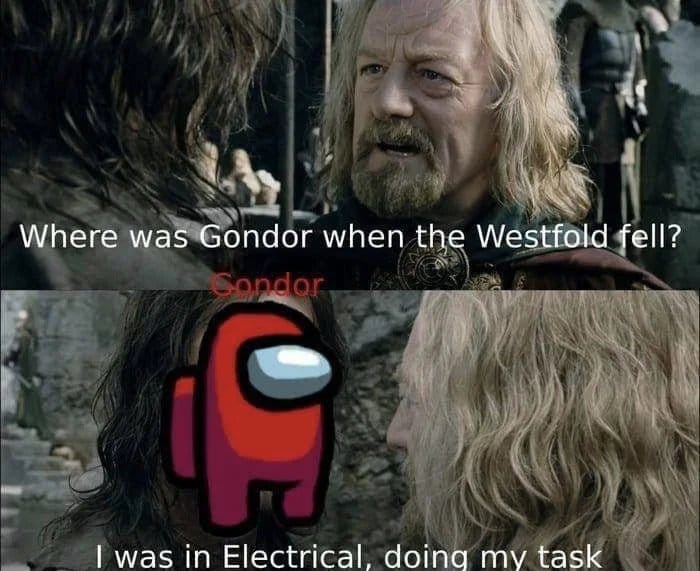 Where was Gondor when the Westfold fell?
Gondor
I was in Electrical, doing my task